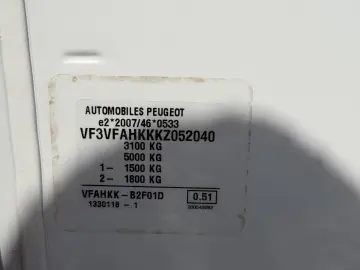 AUTOMOBILES PEUGEOT
e2*2007/46*0533
VF3VFAHKKKZ052040
3100 KG
5000 KG
1- 1500 KG
2- 1800 KG
VFAHKK-B2F01D 0.51
1330118 - 1